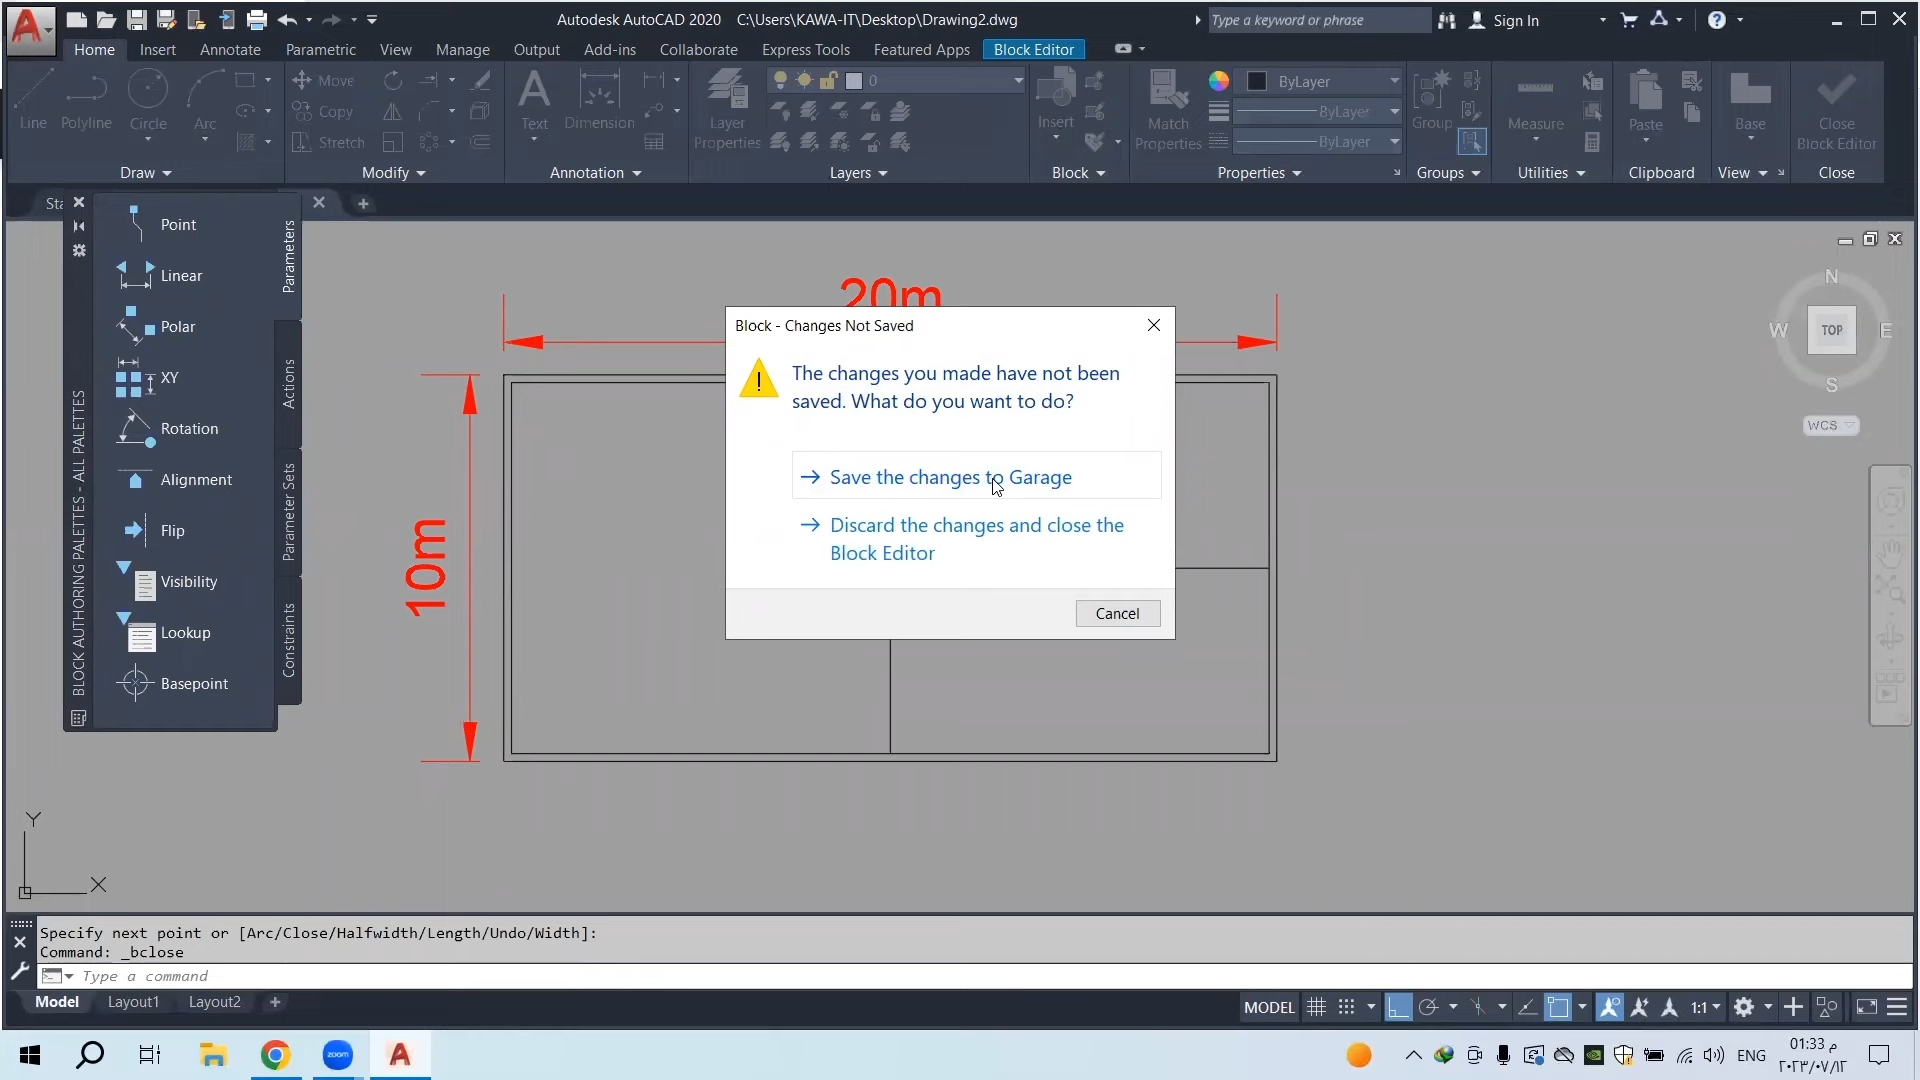 Autodesk AutoCAD 2020 C:\Users\KAWA-IT\Desktop\Drawing2.dwg
Type a keyword or phrase
Sign In
Home Insert Annotate Parametric View Manage Output Add-ins Collaborate Express Tools Featured Apps Block Editor
Line Polyline Circle Arc
Move
Copy
Stretch
Text Dimension
Layer Properties
0
Insert
Match Properties
ByLayer
ByLayer
ByLayer
Group
Measure
Paste
Base
Close Block Editor
Draw Modify Annotation Layers Block Properties Groups Utilities Clipboard View Close
Sta
Point
Linear
Polar
XY
Rotation
Alignment
Flip
Visibility
Lookup
Basepoint
Parameters
Actions
Parameter Sets
Constraints
BLOCK AUTHORING PALETTES - ALL PALETTES
20m
10m
Block - Changes Not Saved
The changes you made have not been
saved. What do you want to do?
Save the changes to Garage
Discard the changes and close the
Block Editor
Cancel
N
W TOP E
S
WCS
Y
X
Specify next point or [Arc/Close/Halfwidth/Length/Undo/Width]:
Command: _bclose
Type a command
Model Layout1 Layout2
MODEL 1:1
zoom
ENG
01:33 م
٢٠٢٣/٠٧/١٢